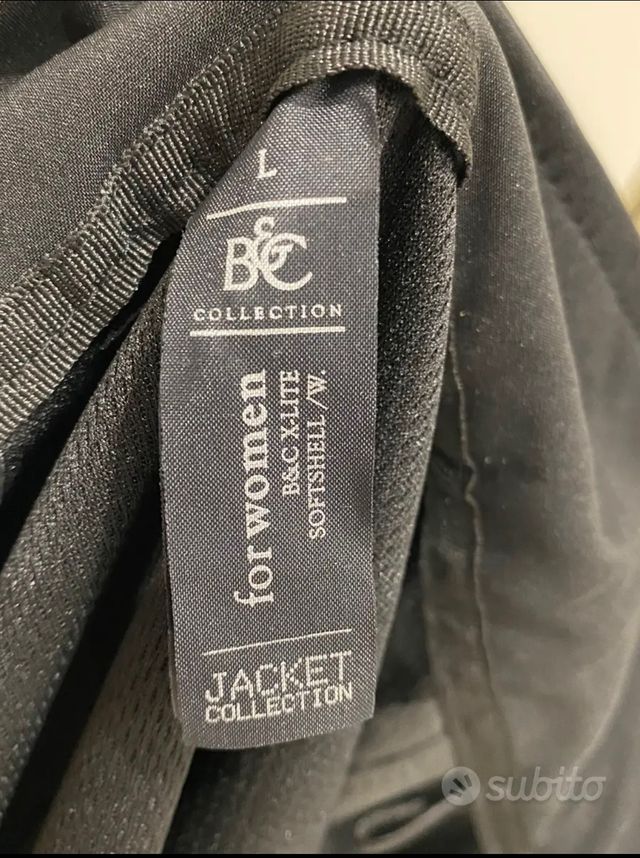 L
B&C
COLLECTION
for women
B&C X-LITE
SOFTSHELL /W.
JACKET
COLLECTION
subito